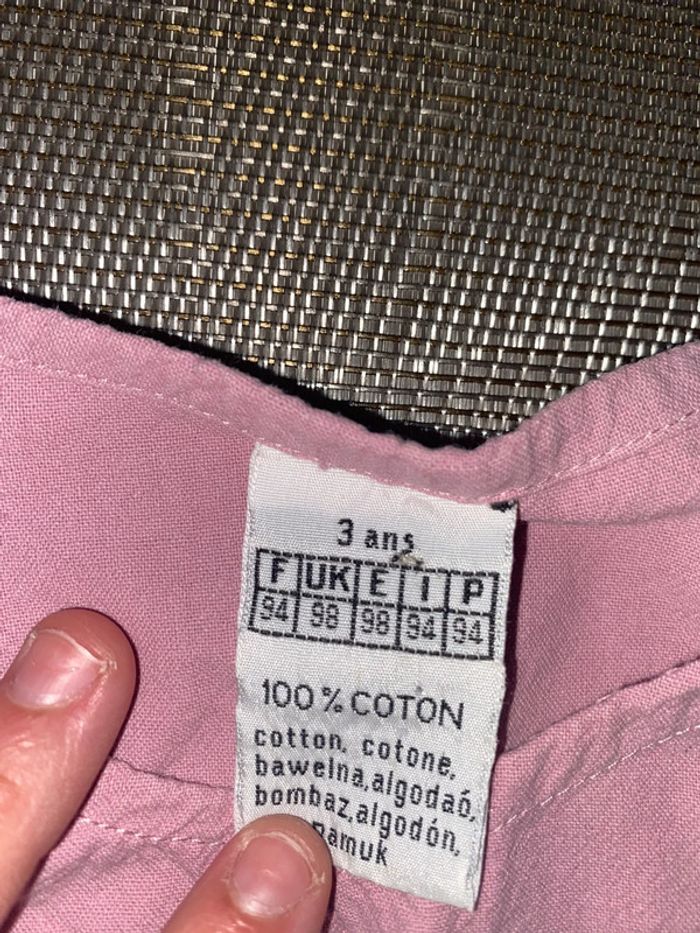 3 ans
F UK E I P
94 98 98 94 94
100% COTON
cotton, cotone,
bawelna,algodaó,
bombaz,algodón,
pamuk